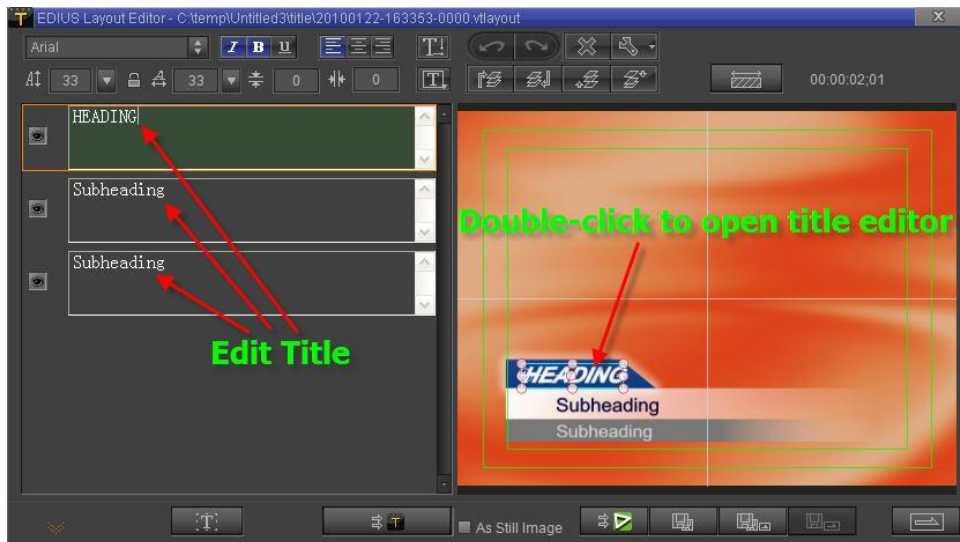 EDIUS Layout Editor - C:\temp\Untitled3\title\20100122-163353-0000.vtlayout
Arial I B U T
33 33 0 0 T 00:00:02;01
HEADING
Subheading
Subheading
Edit Title
Double-click to open title editor
HEADING
Subheading
Subheading
T T As Still Image